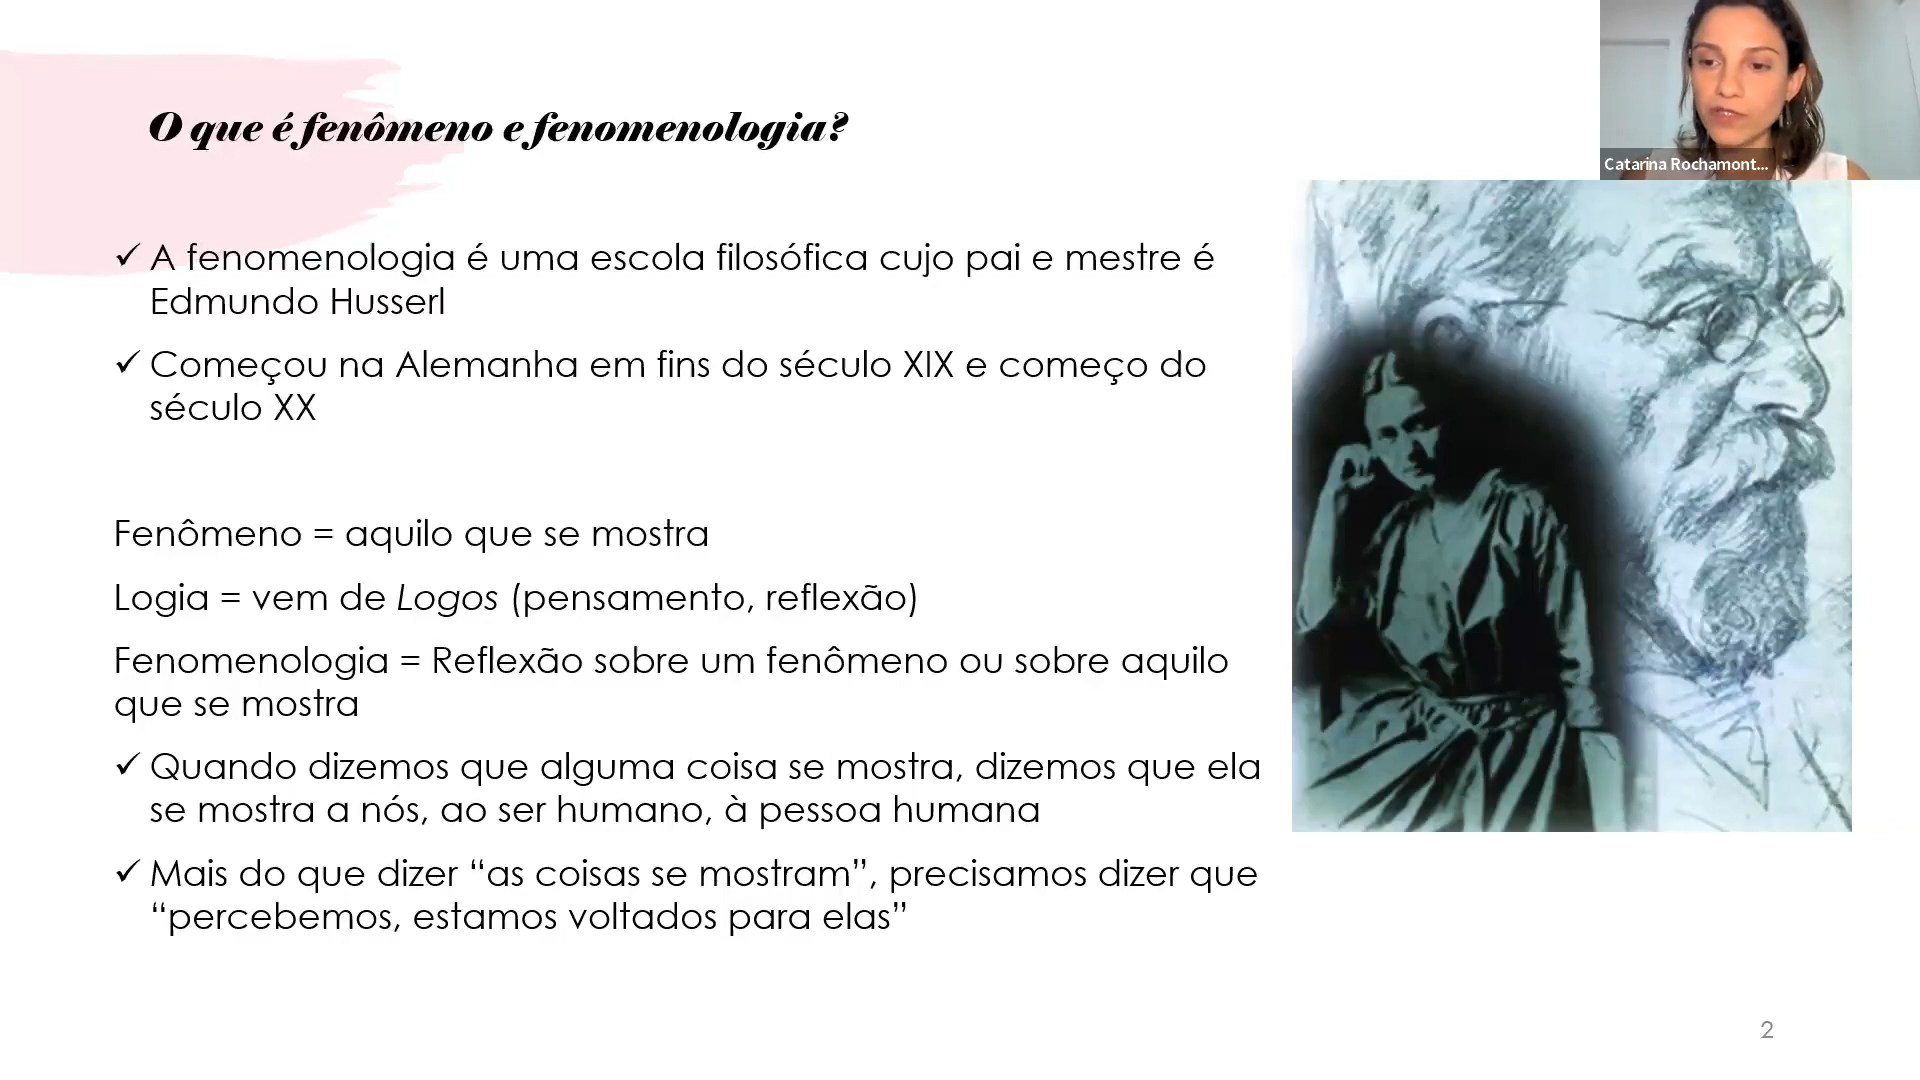 O que é fenômeno e fenomenologia?
Catarina Rochamont...
✓ A fenomenologia é uma escola filosófica cujo pai e mestre é
Edmundo Husserl
✓ Começou na Alemanha em fins do século XIX e começo do
século XX
Fenômeno = aquilo que se mostra
Logia = vem de Logos (pensamento, reflexão)
Fenomenologia = Reflexão sobre um fenômeno ou sobre aquilo
que se mostra
✓ Quando dizemos que alguma coisa se mostra, dizemos que ela
se mostra a nós, ao ser humano, à pessoa humana
✓ Mais do que dizer “as coisas se mostram”, precisamos dizer que
“percebemos, estamos voltados para elas”
2